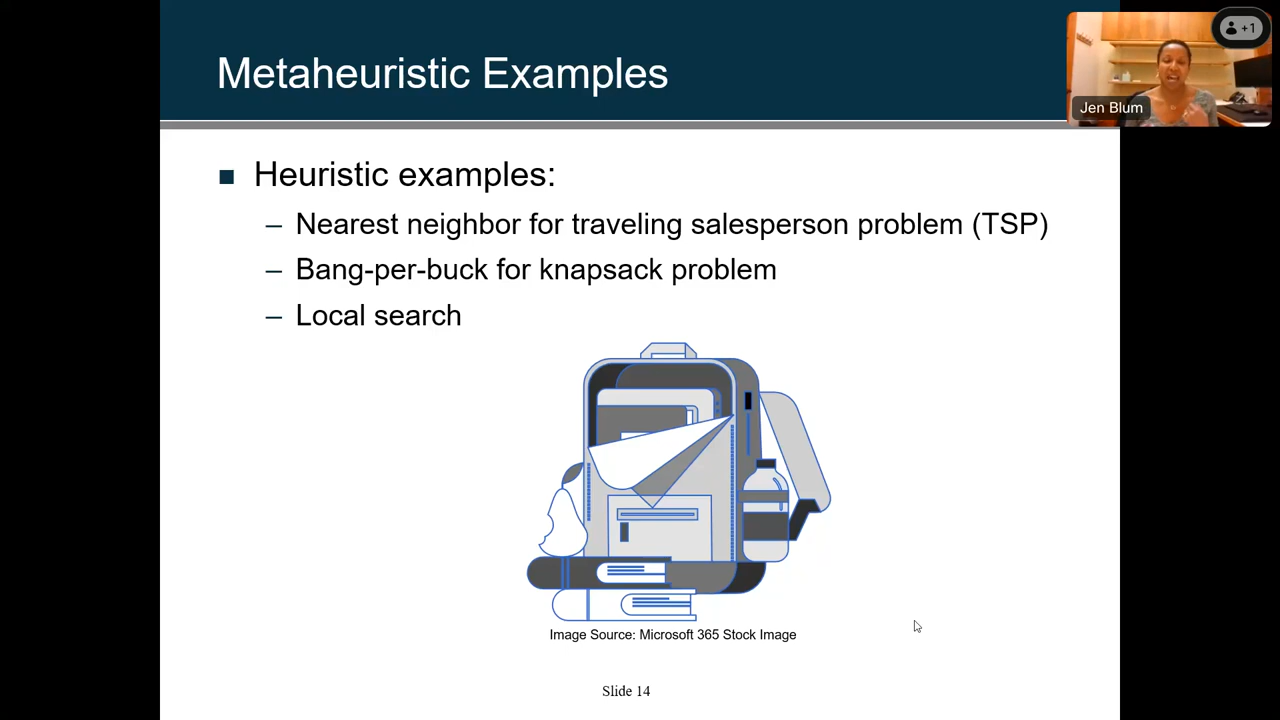 Metaheuristic Examples
+1
Jen Blum
■ Heuristic examples:
– Nearest neighbor for traveling salesperson problem (TSP)
– Bang-per-buck for knapsack problem
– Local search
Image Source: Microsoft 365 Stock Image
Slide 14